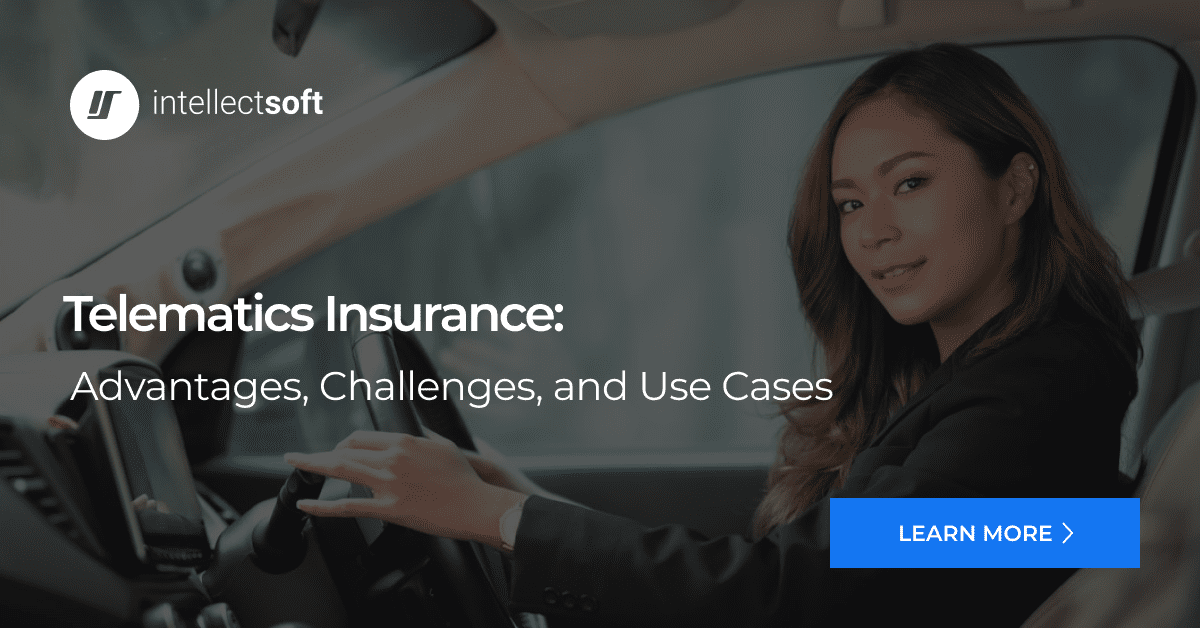 intellectsoft
Telematics Insurance:
Advantages, Challenges, and Use Cases
LEARN MORE